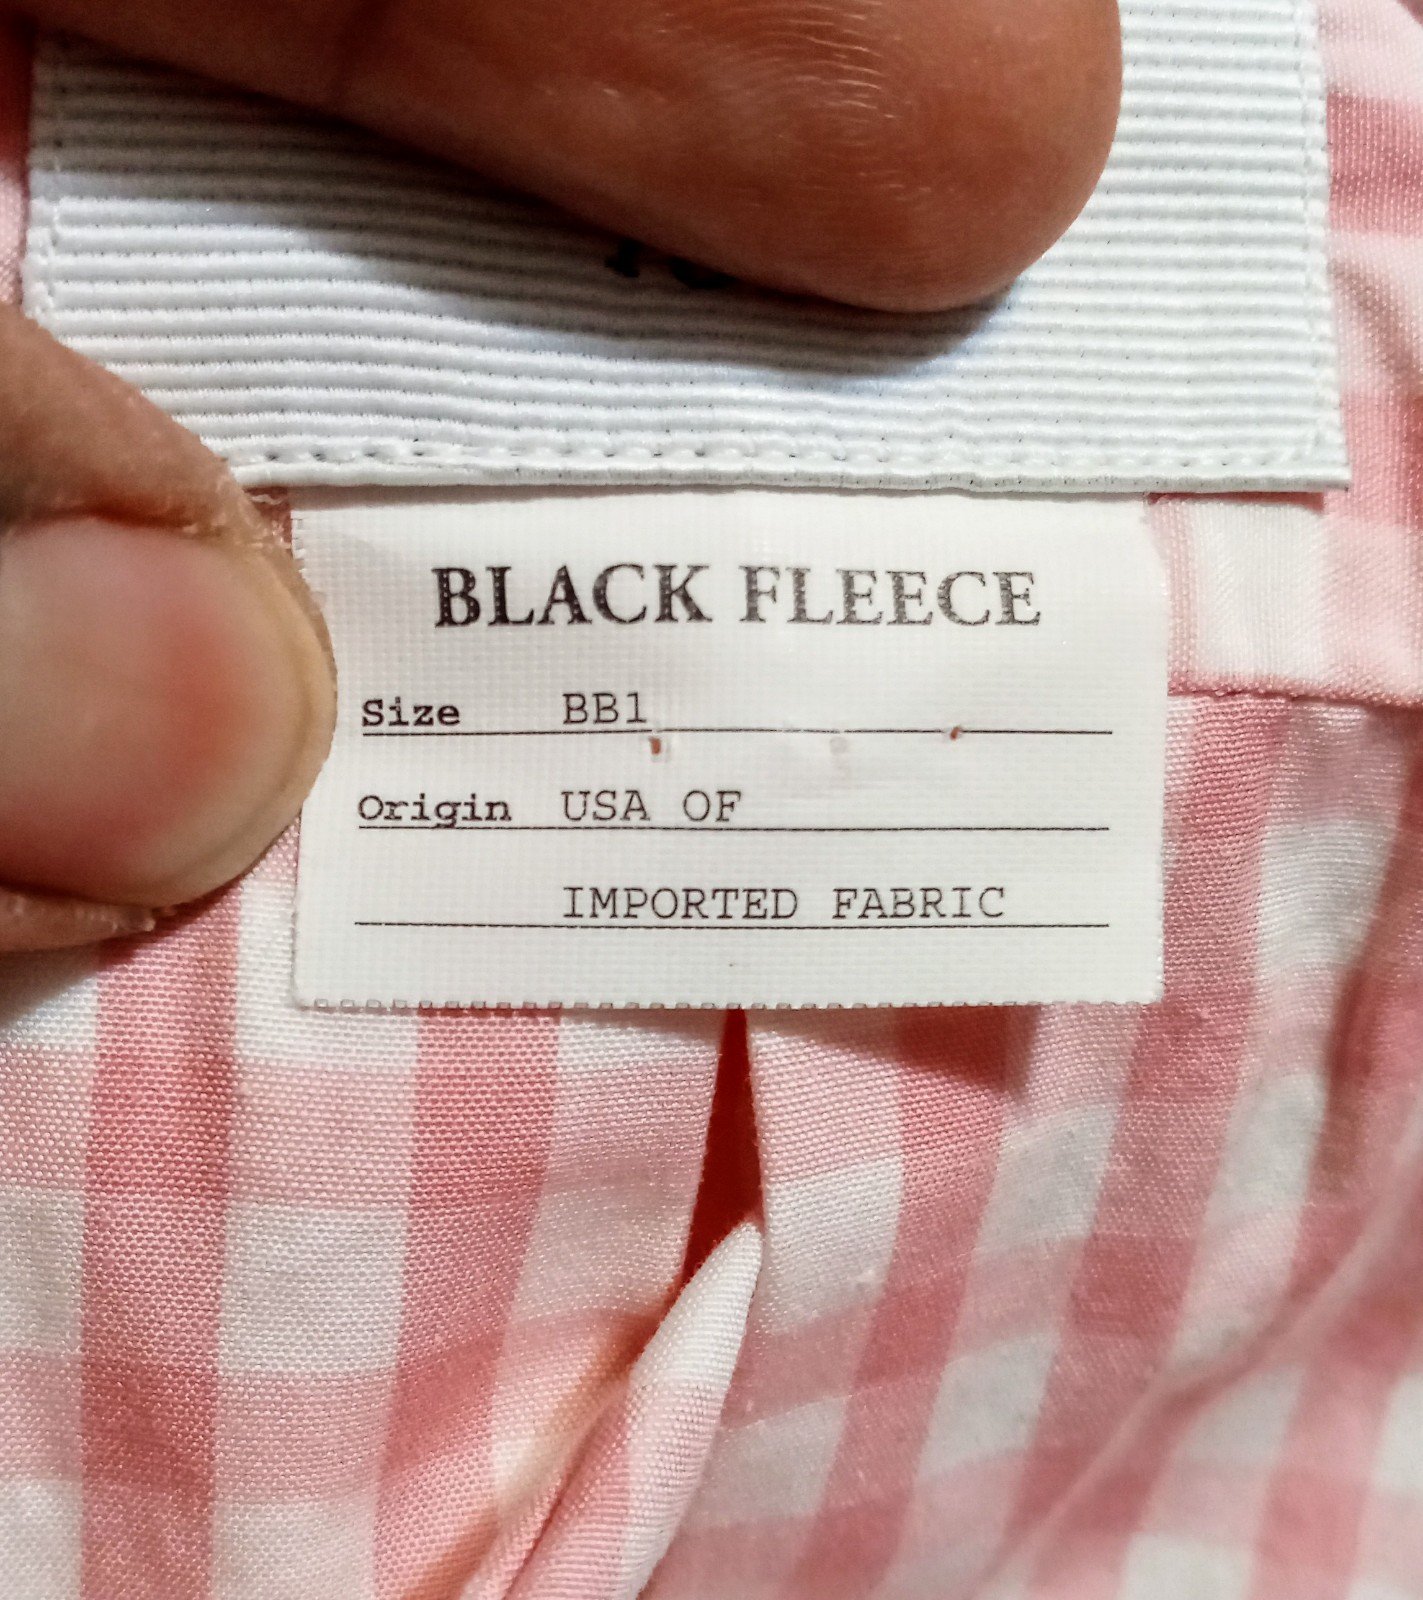 BLACK FLEECE
Size BB1
Origin USA OF
IMPORTED FABRIC